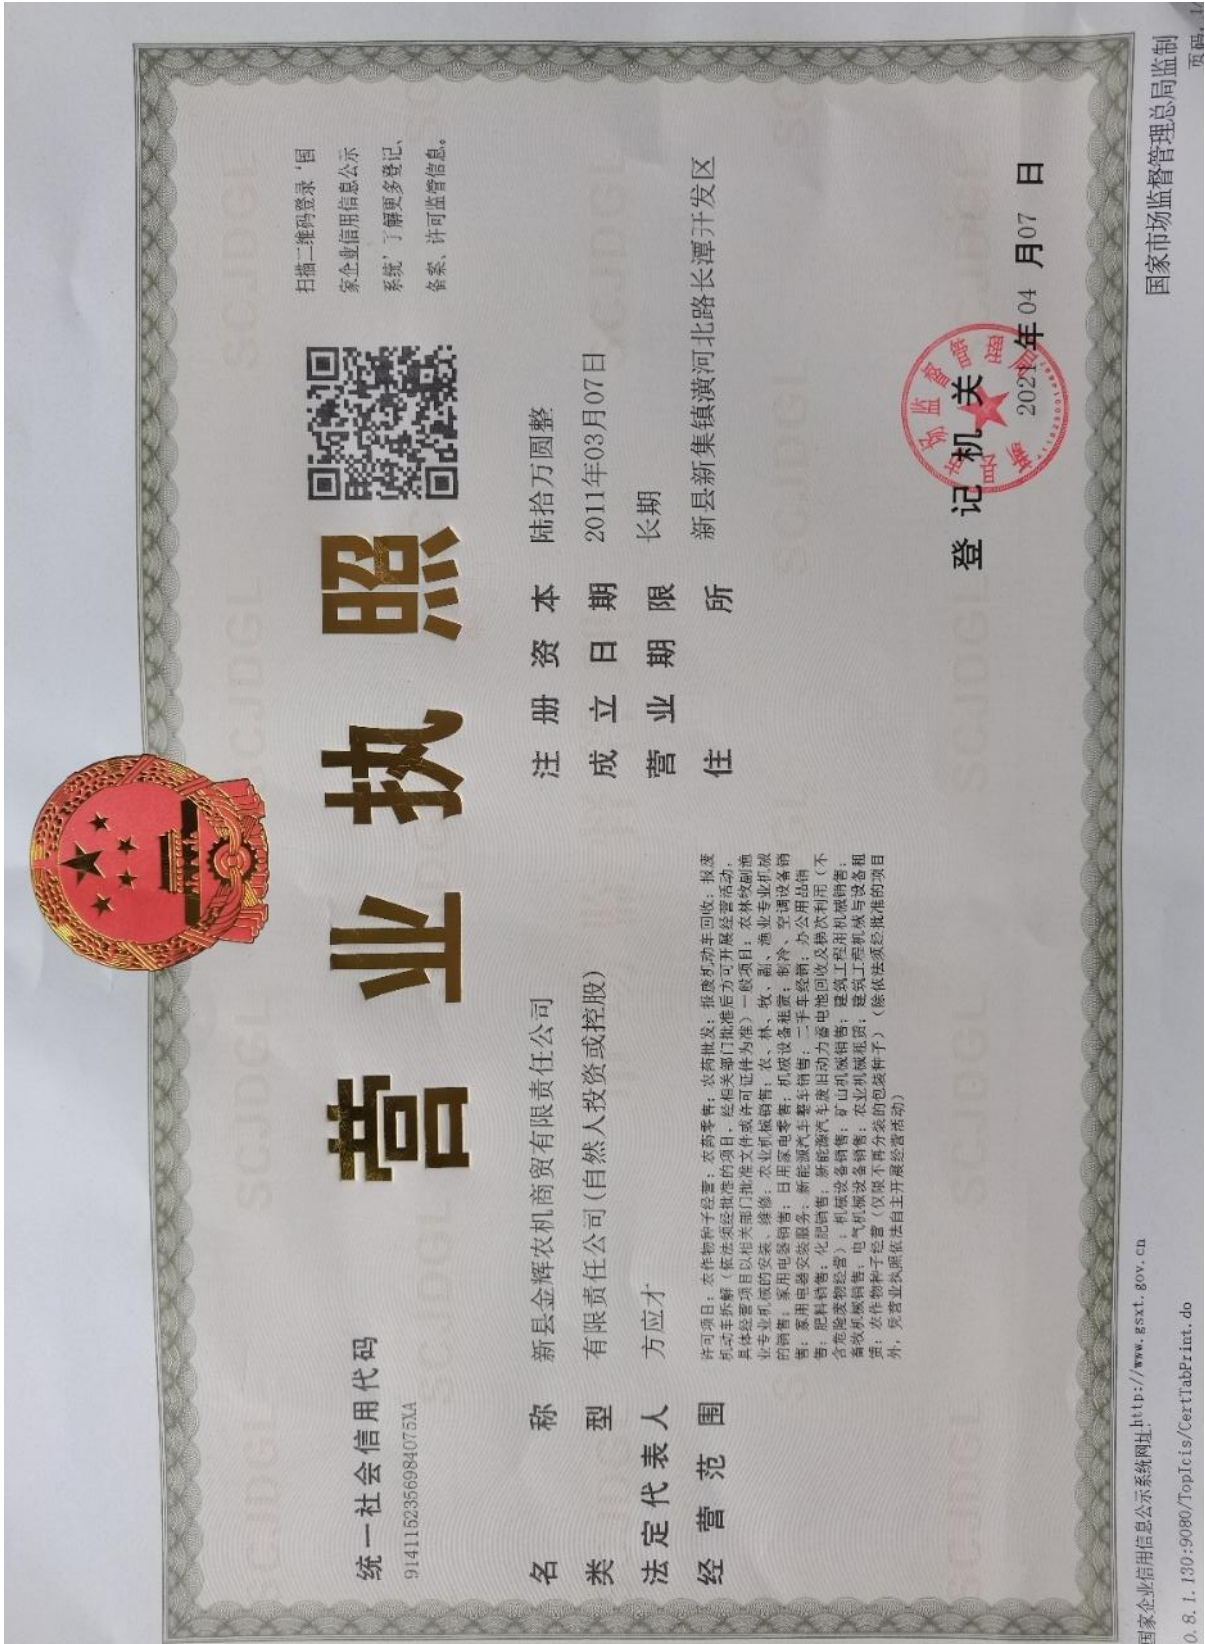 营业执照
统一社会信用代码
9141152356984075XA
扫描二维码登录‘国
家企业信用信息公示
系统’了解更多登记、
备案、许可监管信息。
名称 新县金辉农机商贸有限责任公司
类型 有限责任公司(自然人投资或控股)
法定代表人 方应才
经营范围
许可项目：农作物种子经营；农药零售；农药批发；报废机动车回收；报废
机动车拆解（依法须经批准的项目，经相关部门批准后方可开展经营活动，
具体经营项目以相关部门批准文件或许可证件为准）一般项目：农林牧副渔
业专业机械的安装、维修；农业机械销售；农、林、牧、副、渔业专业机械
的销售；家用电器销售；日用家电零售；机械设备租赁；制冷、空调设备销
售；家用电器安装服务；新能源汽车整车销售；二手车经销；办公用品销
售；肥料销售；化肥销售；新能源汽车废旧动力蓄电池回收及梯次利用（不
含危险废物经营）；机械设备销售；矿山机械销售；建筑工程用机械销售；
畜牧机械销售；电气机械设备销售；农业机械租赁；建筑工程机械与设备租
赁；农作物种子经营（仅限不再分装的包装种子）（除依法须经批准的项目
外，凭营业执照依法自主开展经营活动）
注册资本 陆拾万圆整
成立日期 2011年03月07日
营业期限 长期
住所 新县新集镇潢河北路长潭开发区
登记机关
2021年04月07日
国家企业信用信息公示系统网址:http://www.gsxt.gov.cn
国家市场监督管理总局监制
0.8.1.130:9080/TopIcis/CertTabPrint.do
页码：1/